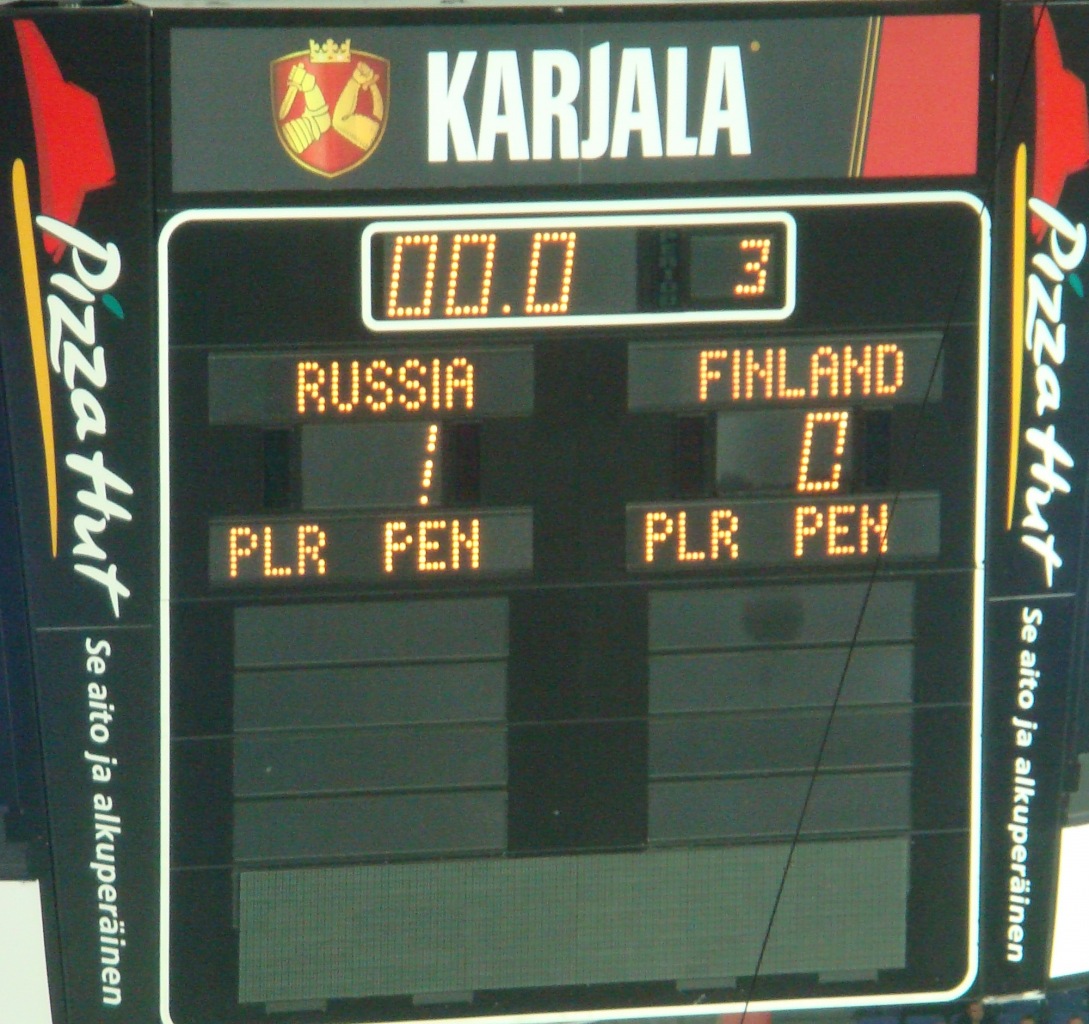 KARJALA
00.0 3
RUSSIA FINLAND
1 0
PLR PEN PLR PEN
Pizza Hut
Se aito ja alkuperäinen
Pizza Hut
Se aito ja alkuperäinen